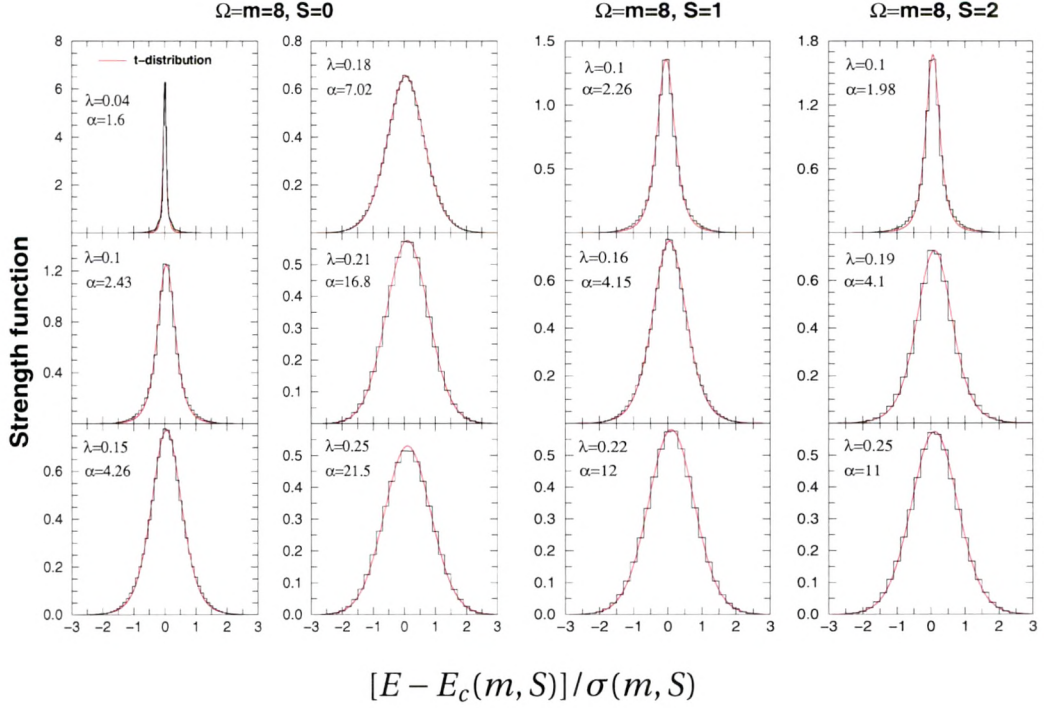 Ω=m=8, S=0
Ω=m=8, S=1
Ω=m=8, S=2
Strength function
t-distribution
λ=0.04
α=1.6
8
6
4
2
λ=0.18
α=7.02
0.8
0.6
0.4
0.2
λ=0.1
α=2.26
1.5
1.0
0.5
λ=0.1
α=1.98
1.8
1.2
0.6
λ=0.1
α=2.43
1.2
0.8
0.4
λ=0.21
α=16.8
0.5
0.4
0.3
0.2
0.1
λ=0.16
α=4.15
0.8
0.6
0.4
0.2
λ=0.19
α=4.1
0.6
0.4
0.2
λ=0.15
α=4.26
0.6
0.4
0.2
0.0
−3 −2 −1 0 1 2 3
λ=0.25
α=21.5
0.5
0.4
0.3
0.2
0.1
0.0
−3 −2 −1 0 1 2 3
λ=0.22
α=12
0.5
0.4
0.3
0.2
0.1
0.0
−3 −2 −1 0 1 2 3
λ=0.25
α=11
0.5
0.4
0.3
0.2
0.1
0.0
−3 −2 −1 0 1 2 3
[E − E_c(m, S)]/σ(m, S)